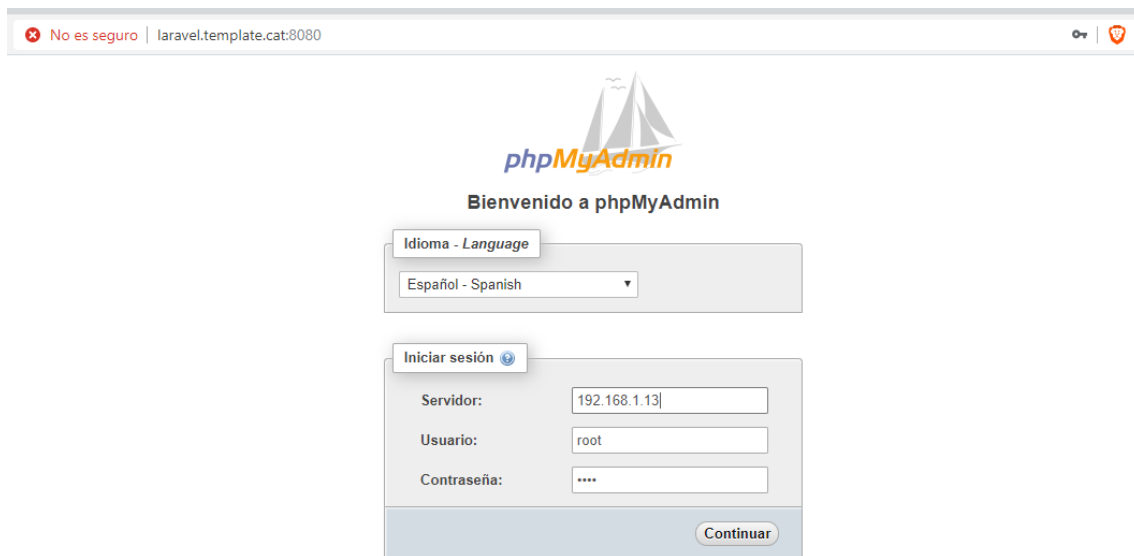 No es seguro | laravel.template.cat:8080
phpMyAdmin
Bienvenido a phpMyAdmin
Idioma - Language
Español - Spanish
Iniciar sesión
Servidor: 192.168.1.13
Usuario: root
Contraseña: ••••
Continuar